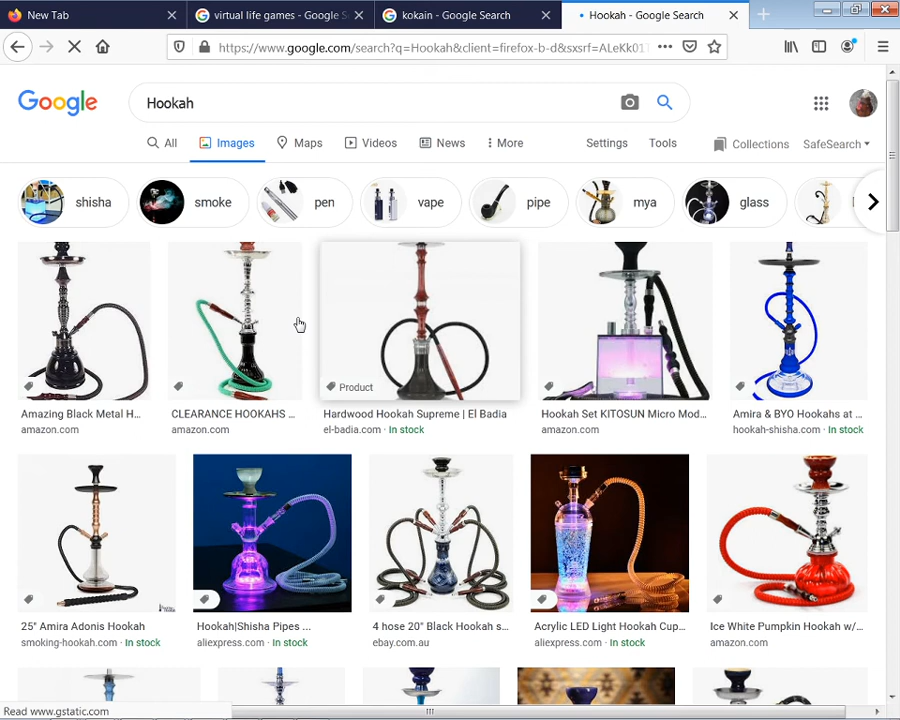 New Tab
virtual life games - Google S
kokain - Google Search
Hookah - Google Search
https://www.google.com/search?q=Hookah&client=firefox-b-d&sxsrf=ALeKk01
Google
Hookah
All
Images
Maps
Videos
News
More
Settings
Tools
Collections
SafeSearch
shisha
smoke
pen
vape
pipe
mya
glass
Product
Amazing Black Metal H...
amazon.com
CLEARANCE HOOKAHS ...
amazon.com
Hardwood Hookah Supreme | El Badia
el-badia.com · In stock
Hookah Set KITOSUN Micro Mod...
amazon.com
Amira & BYO Hookahs at ...
hookah-shisha.com · In stock
25" Amira Adonis Hookah
smoking-hookah.com · In stock
Hookah|Shisha Pipes ...
aliexpress.com · In stock
4 hose 20" Black Hookah s...
ebay.com.au
Acrylic LED Light Hookah Cup...
aliexpress.com · In stock
Ice White Pumpkin Hookah w/...
amazon.com
Read www.gstatic.com